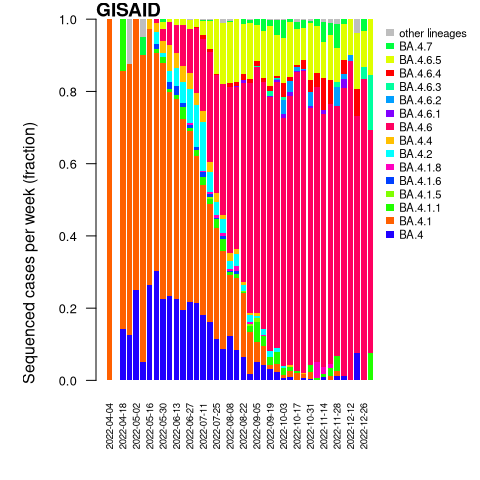 GISAID
Sequenced cases per week (fraction)
1.0
0.8
0.6
0.4
0.2
0.0
2022-04-04
2022-04-18
2022-05-02
2022-05-16
2022-05-30
2022-06-13
2022-06-27
2022-07-11
2022-07-25
2022-08-08
2022-08-22
2022-09-05
2022-09-19
2022-10-03
2022-10-17
2022-10-31
2022-11-14
2022-11-28
2022-12-12
2022-12-26
other lineages
BA.4.7
BA.4.6.5
BA.4.6.4
BA.4.6.3
BA.4.6.2
BA.4.6.1
BA.4.6
BA.4.4
BA.4.2
BA.4.1.8
BA.4.1.6
BA.4.1.5
BA.4.1.1
BA.4.1
BA.4